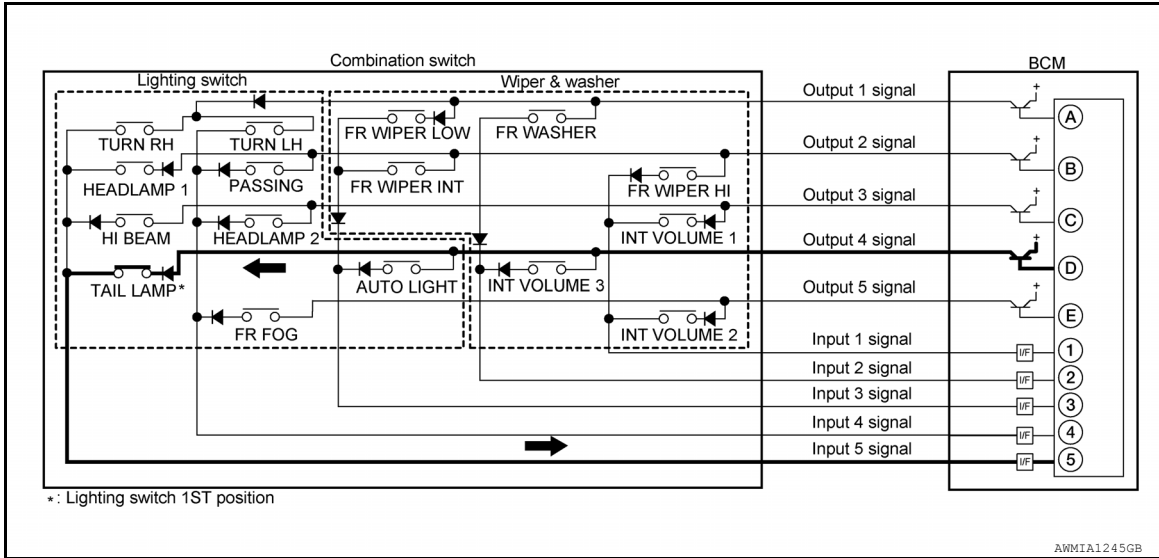 Combination switch
BCM
Lighting switch
Wiper & washer
Output 1 signal
+
A
TURN RH
TURN LH
FR WIPER LOW
FR WASHER
Output 2 signal
+
B
HEADLAMP 1
PASSING
FR WIPER INT
FR WIPER HI
Output 3 signal
+
C
HI BEAM
HEADLAMP 2
INT VOLUME 1
Output 4 signal
+
D
TAIL LAMP*
AUTO LIGHT
INT VOLUME 3
Output 5 signal
+
E
FR FOG
INT VOLUME 2
Input 1 signal
I/F
1
Input 2 signal
I/F
2
Input 3 signal
I/F
3
Input 4 signal
I/F
4
Input 5 signal
I/F
5
*: Lighting switch 1ST position
AWMIA1245GB